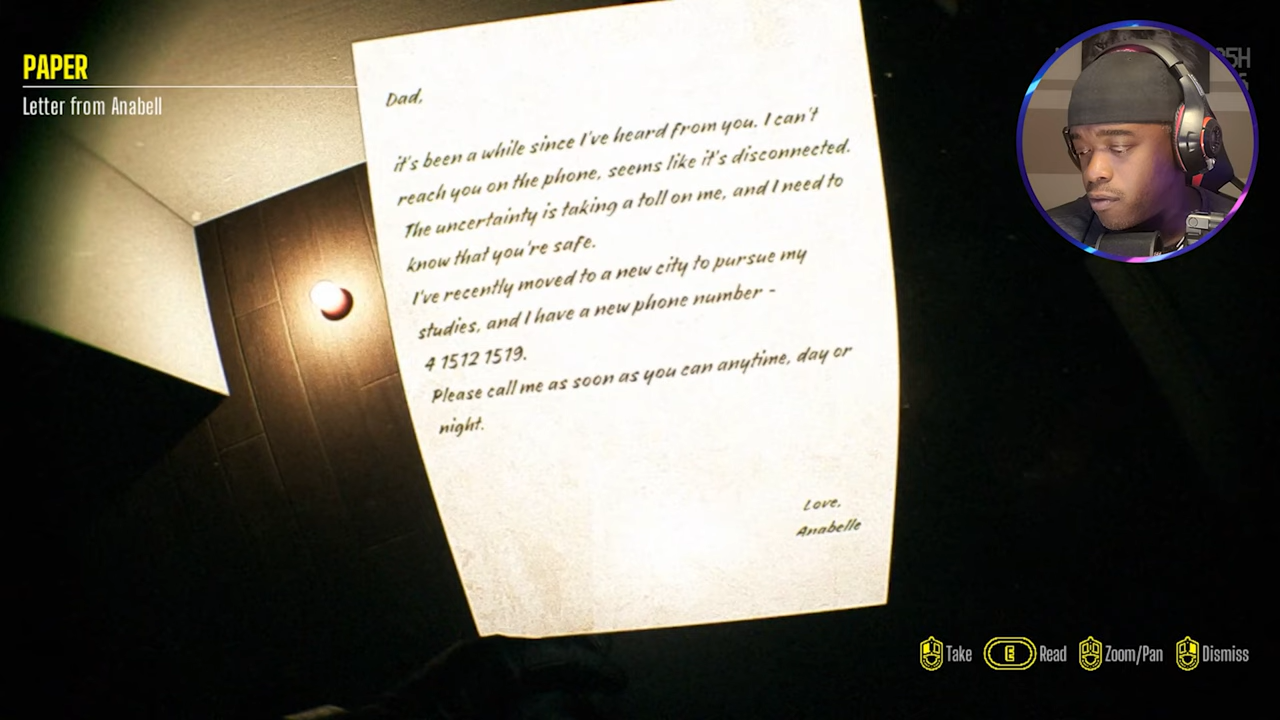 PAPER
Letter from Anabell
Dad,
it's been a while since I've heard from you. I can't
reach you on the phone, seems like it's disconnected.
The uncertainty is taking a toll on me, and I need to
know that you're safe.
I've recently moved to a new city to pursue my
studies, and I have a new phone number -
4 1512 1519.
Please call me as soon as you can anytime, day or
night.
Love,
Anabelle
Take E Read Zoom/Pan Dismiss